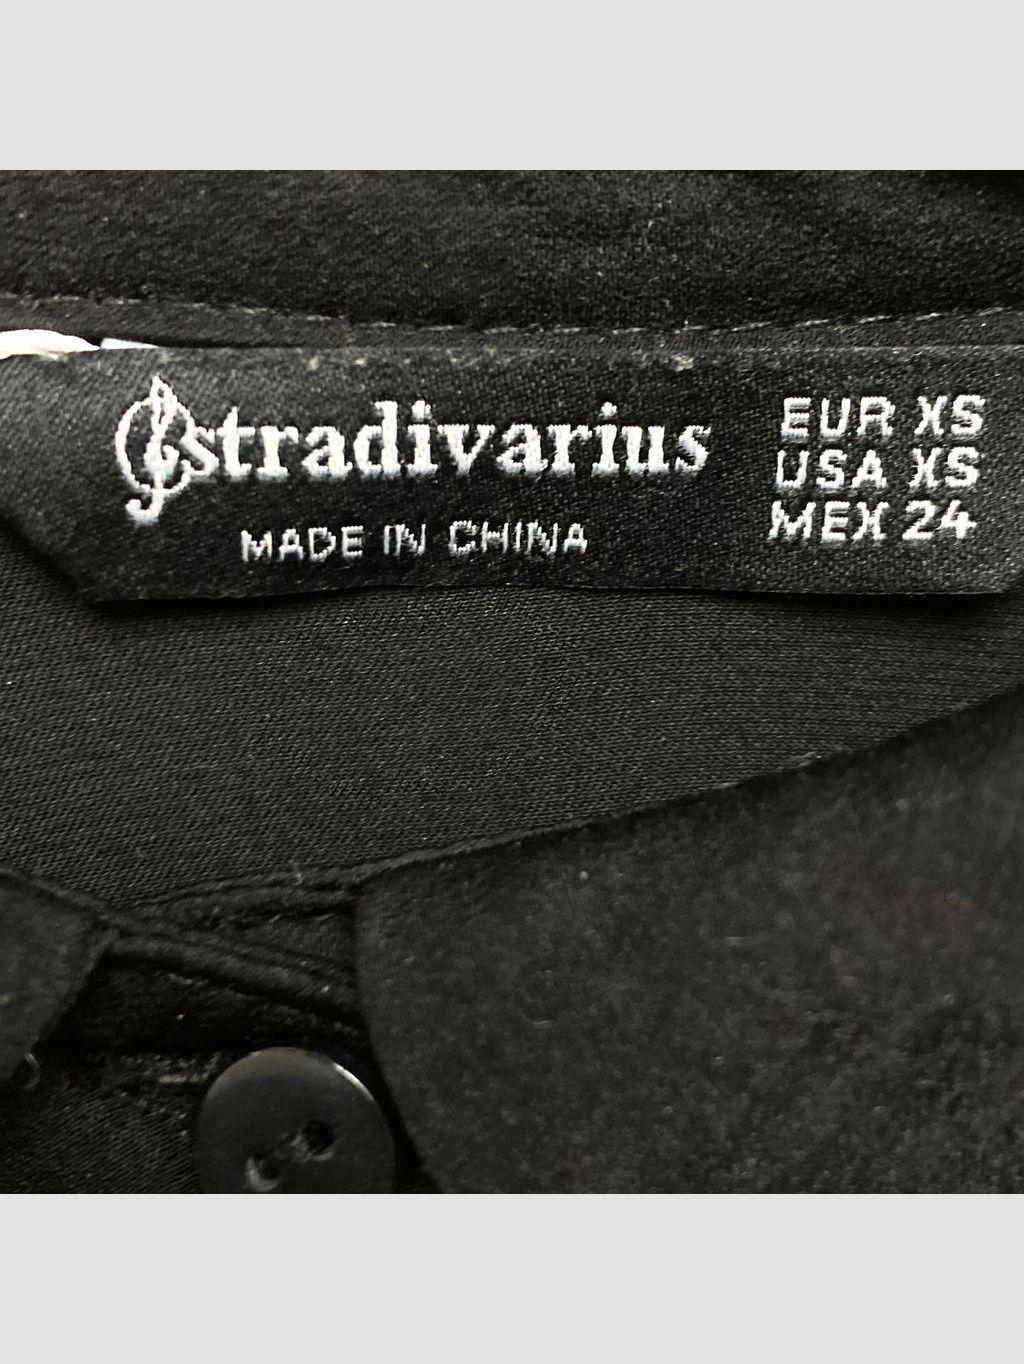 stradivarius
MADE IN CHINA
EUR XS
USA XS
MEX 24